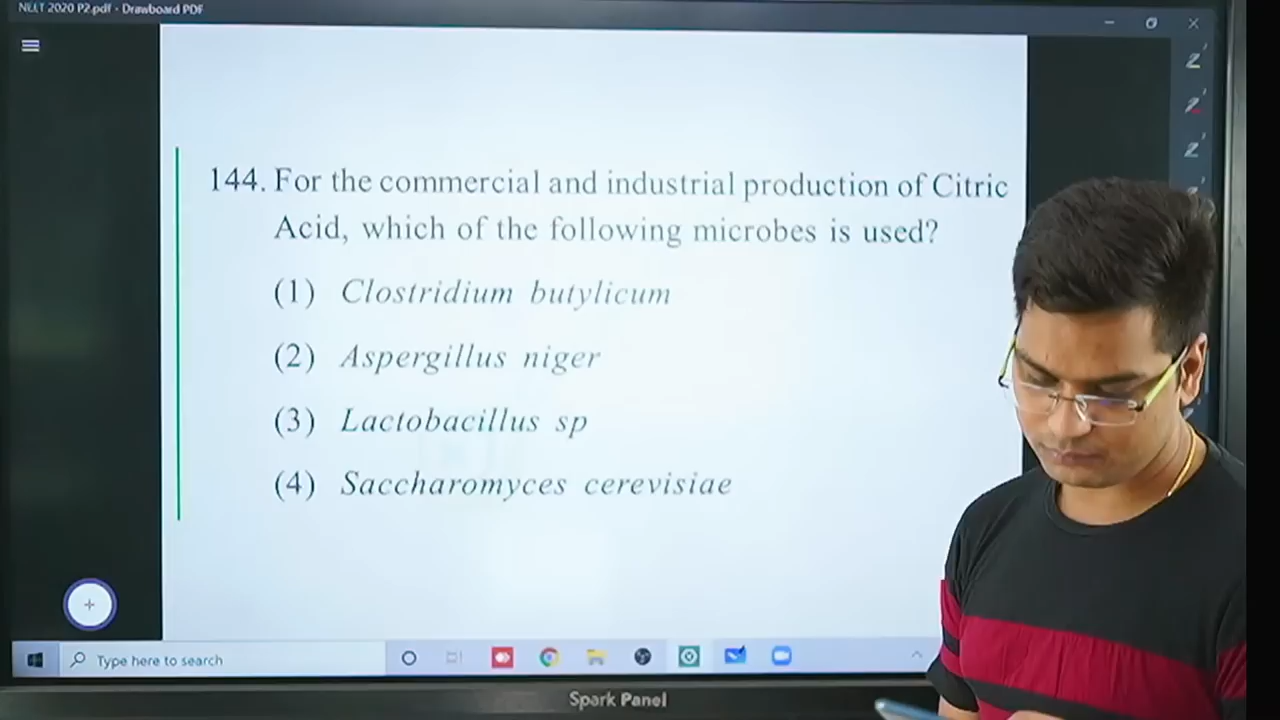 NEET 2020 P2.pdf - Drawboard PDF
144. For the commercial and industrial production of Citric
Acid, which of the following microbes is used?
(1) Clostridium butylicum
(2) Aspergillus niger
(3) Lactobacillus sp
(4) Saccharomyces cerevisiae
Type here to search
Spark Panel